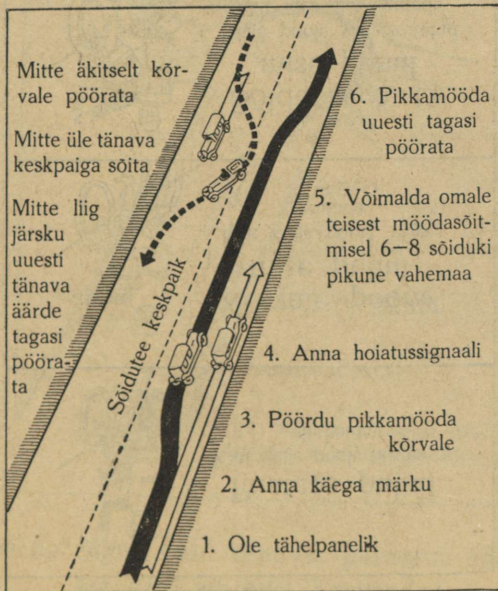 Mitte äkitselt kõr-
vale pöörata
Mitte üle tänava
keskpaiga sõita
Mitte liig
järsku
uuesti
tänava
äärde
tagasi
pööra-
ta
Sõidutee keskpaik
6. Pikkamööda
uuesti tagasi
pöörata
5. Võimalda omale
teisest möödasõit-
misel 6—8 sõiduki
pikune vahemaa
4. Anna hoiatussignaali
3. Pöördu pikkamööda
kõrvale
2. Anna käega märku
1. Ole tähelpanelik